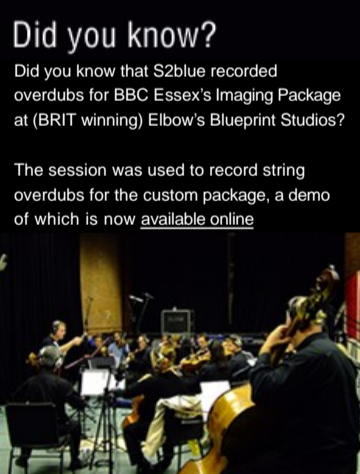 Did you know?
Did you know that S2blue recorded
overdubs for BBC Essex's Imaging Package
at (BRIT winning) Elbow's Blueprint Studios?
The session was used to record string
overdubs for the custom package, a demo
of which is now available online